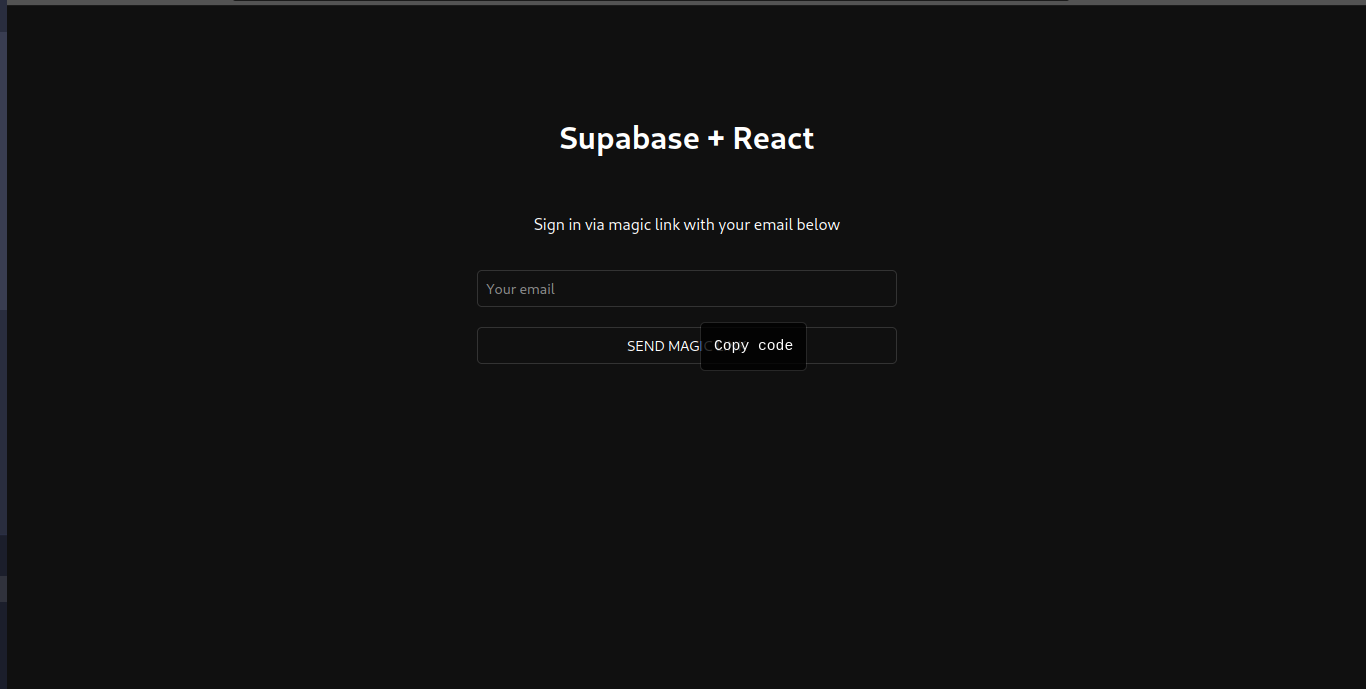 Supabase + React
Sign in via magic link with your email below
Your email
SEND MAGIC
Copy code